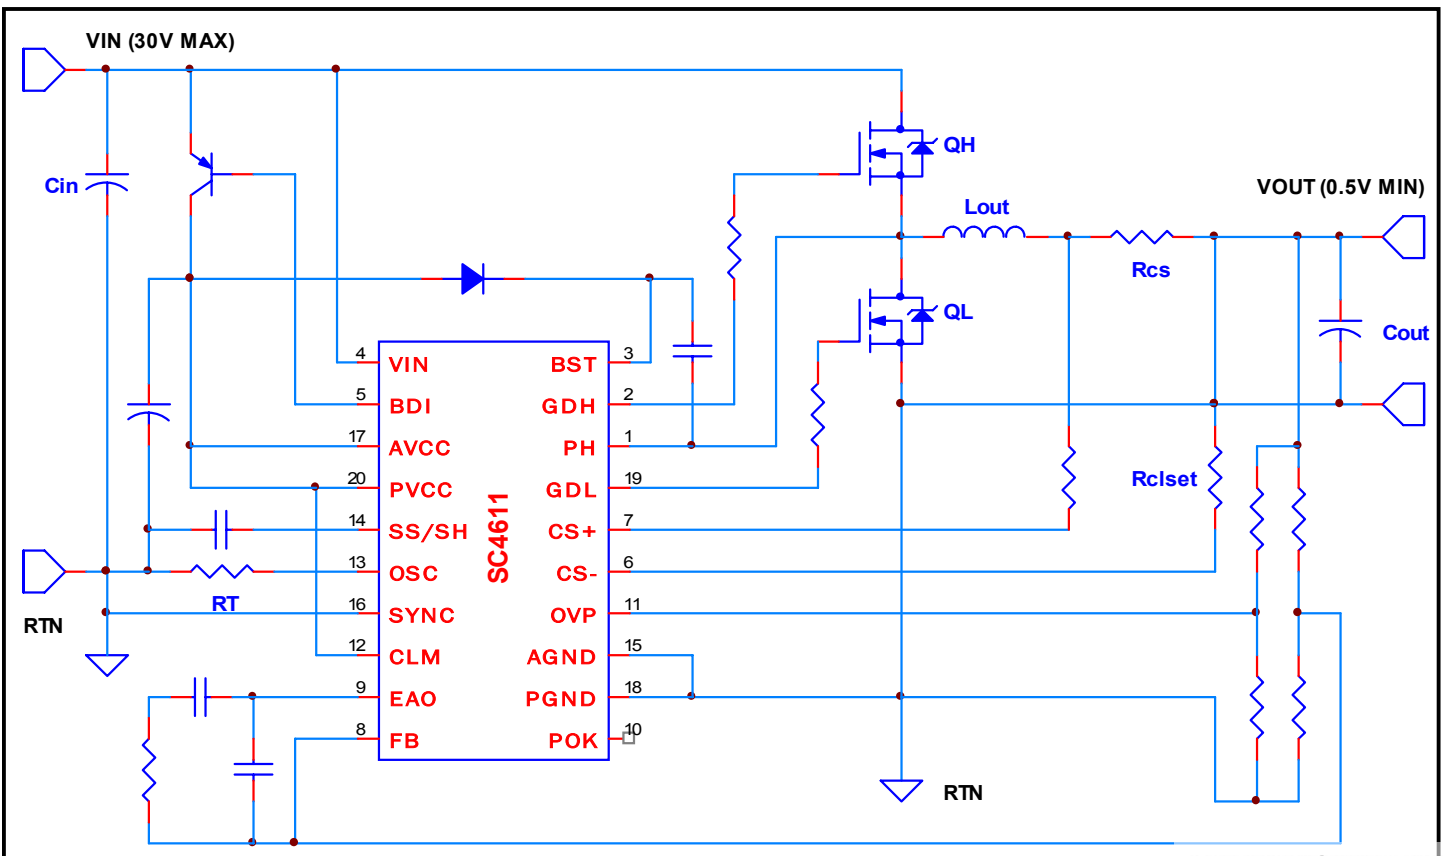 VIN (30V MAX)
QH
Cin
VOUT (0.5V MIN)
Lout
Rcs
QL
Cout
4 VIN BST 3
5 BDI GDH 2
17 AVCC PH 1
Rclset
20 PVCC GDL 19
14 SS/SH CS+ 7
SC4611
13 OSC CS- 6
RT
16 SYNC OVP 11
RTN
12 CLM AGND 15
9 EAO PGND 18
8 FB POK 10
RTN